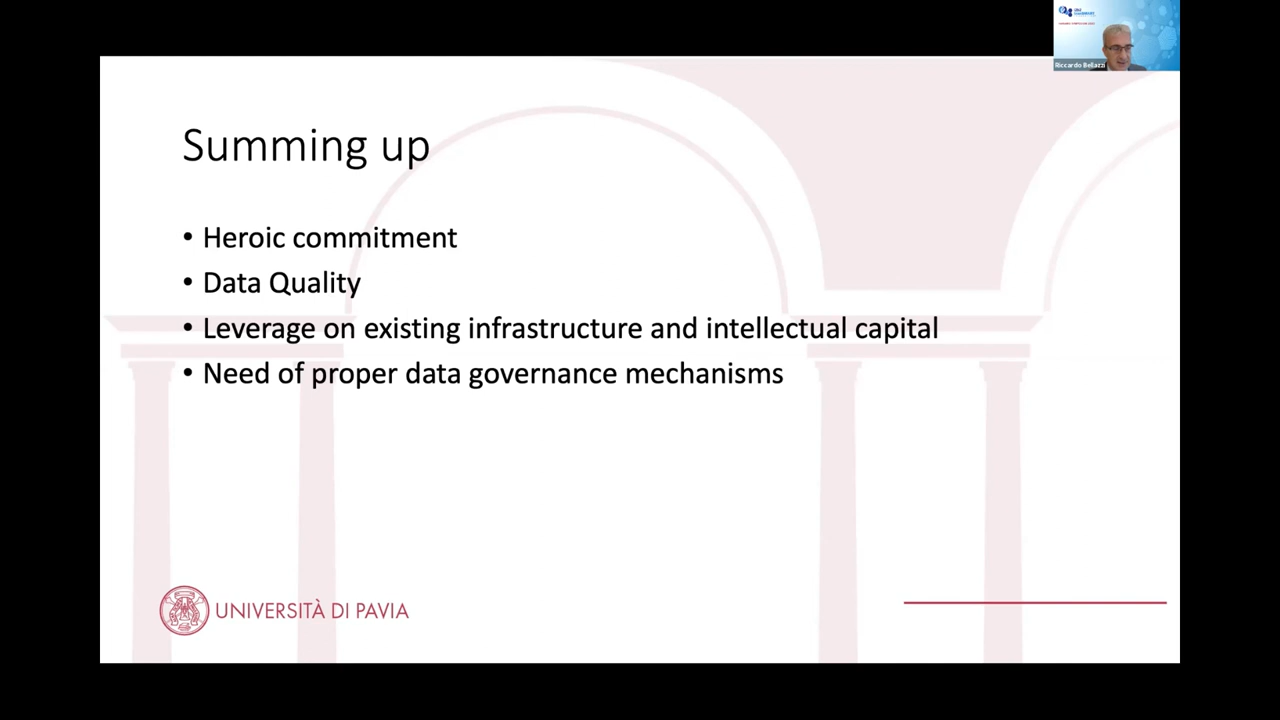 Riccardo Bellazzi
Summing up
• Heroic commitment
• Data Quality
• Leverage on existing infrastructure and intellectual capital
• Need of proper data governance mechanisms
UNIVERSITÀ DI PAVIA